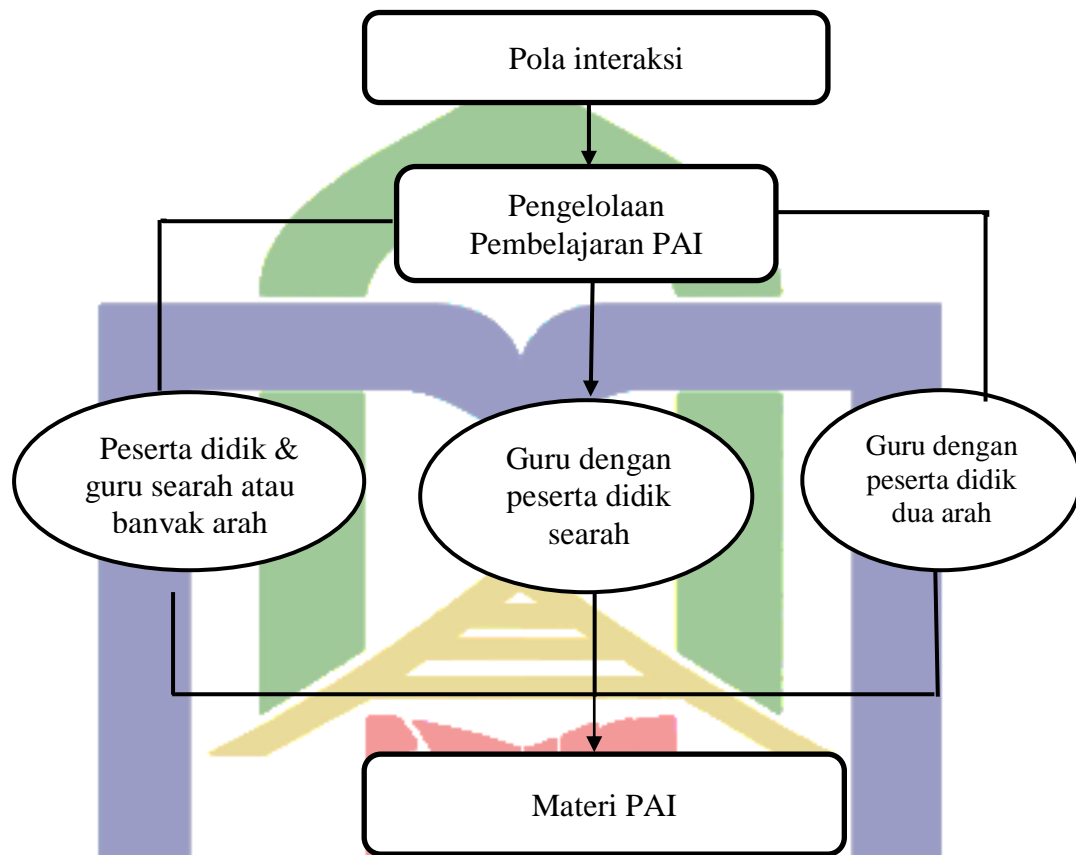 Pola interaksi
Pengelolaan
Pembelajaran PAI
Peserta didik &
guru searah atau
banvak arah
Guru dengan
peserta didik
searah
Guru dengan
peserta didik
dua arah
Materi PAI